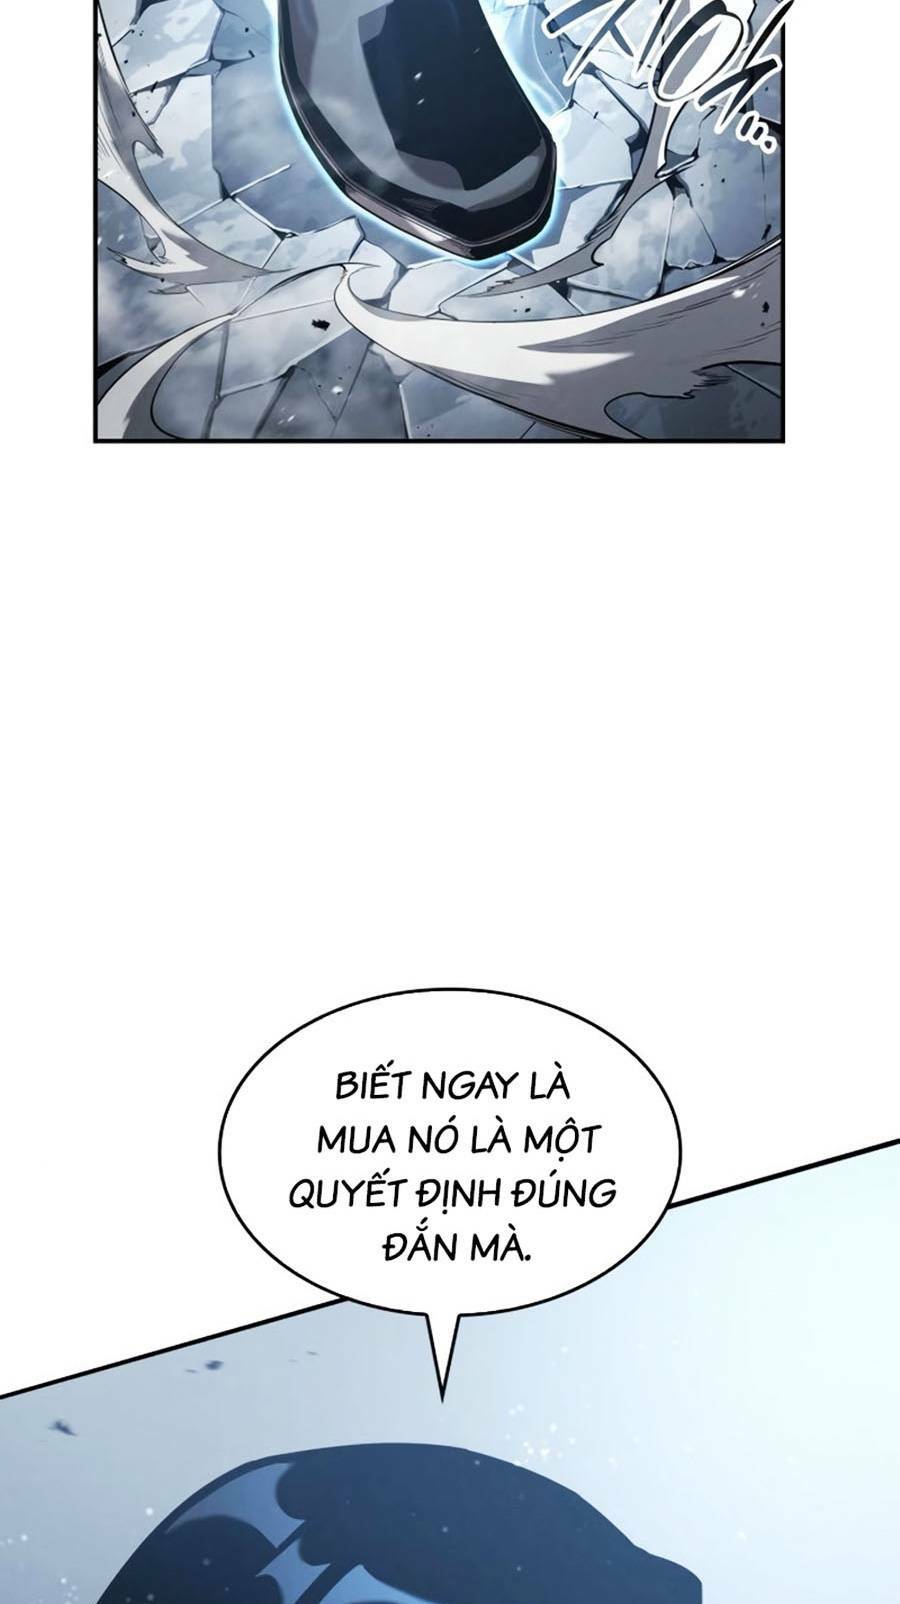 BIẾT NGAY LÀ
MUA NÓ LÀ MỘT
QUYẾT ĐỊNH ĐÚNG
ĐẮN MÀ.